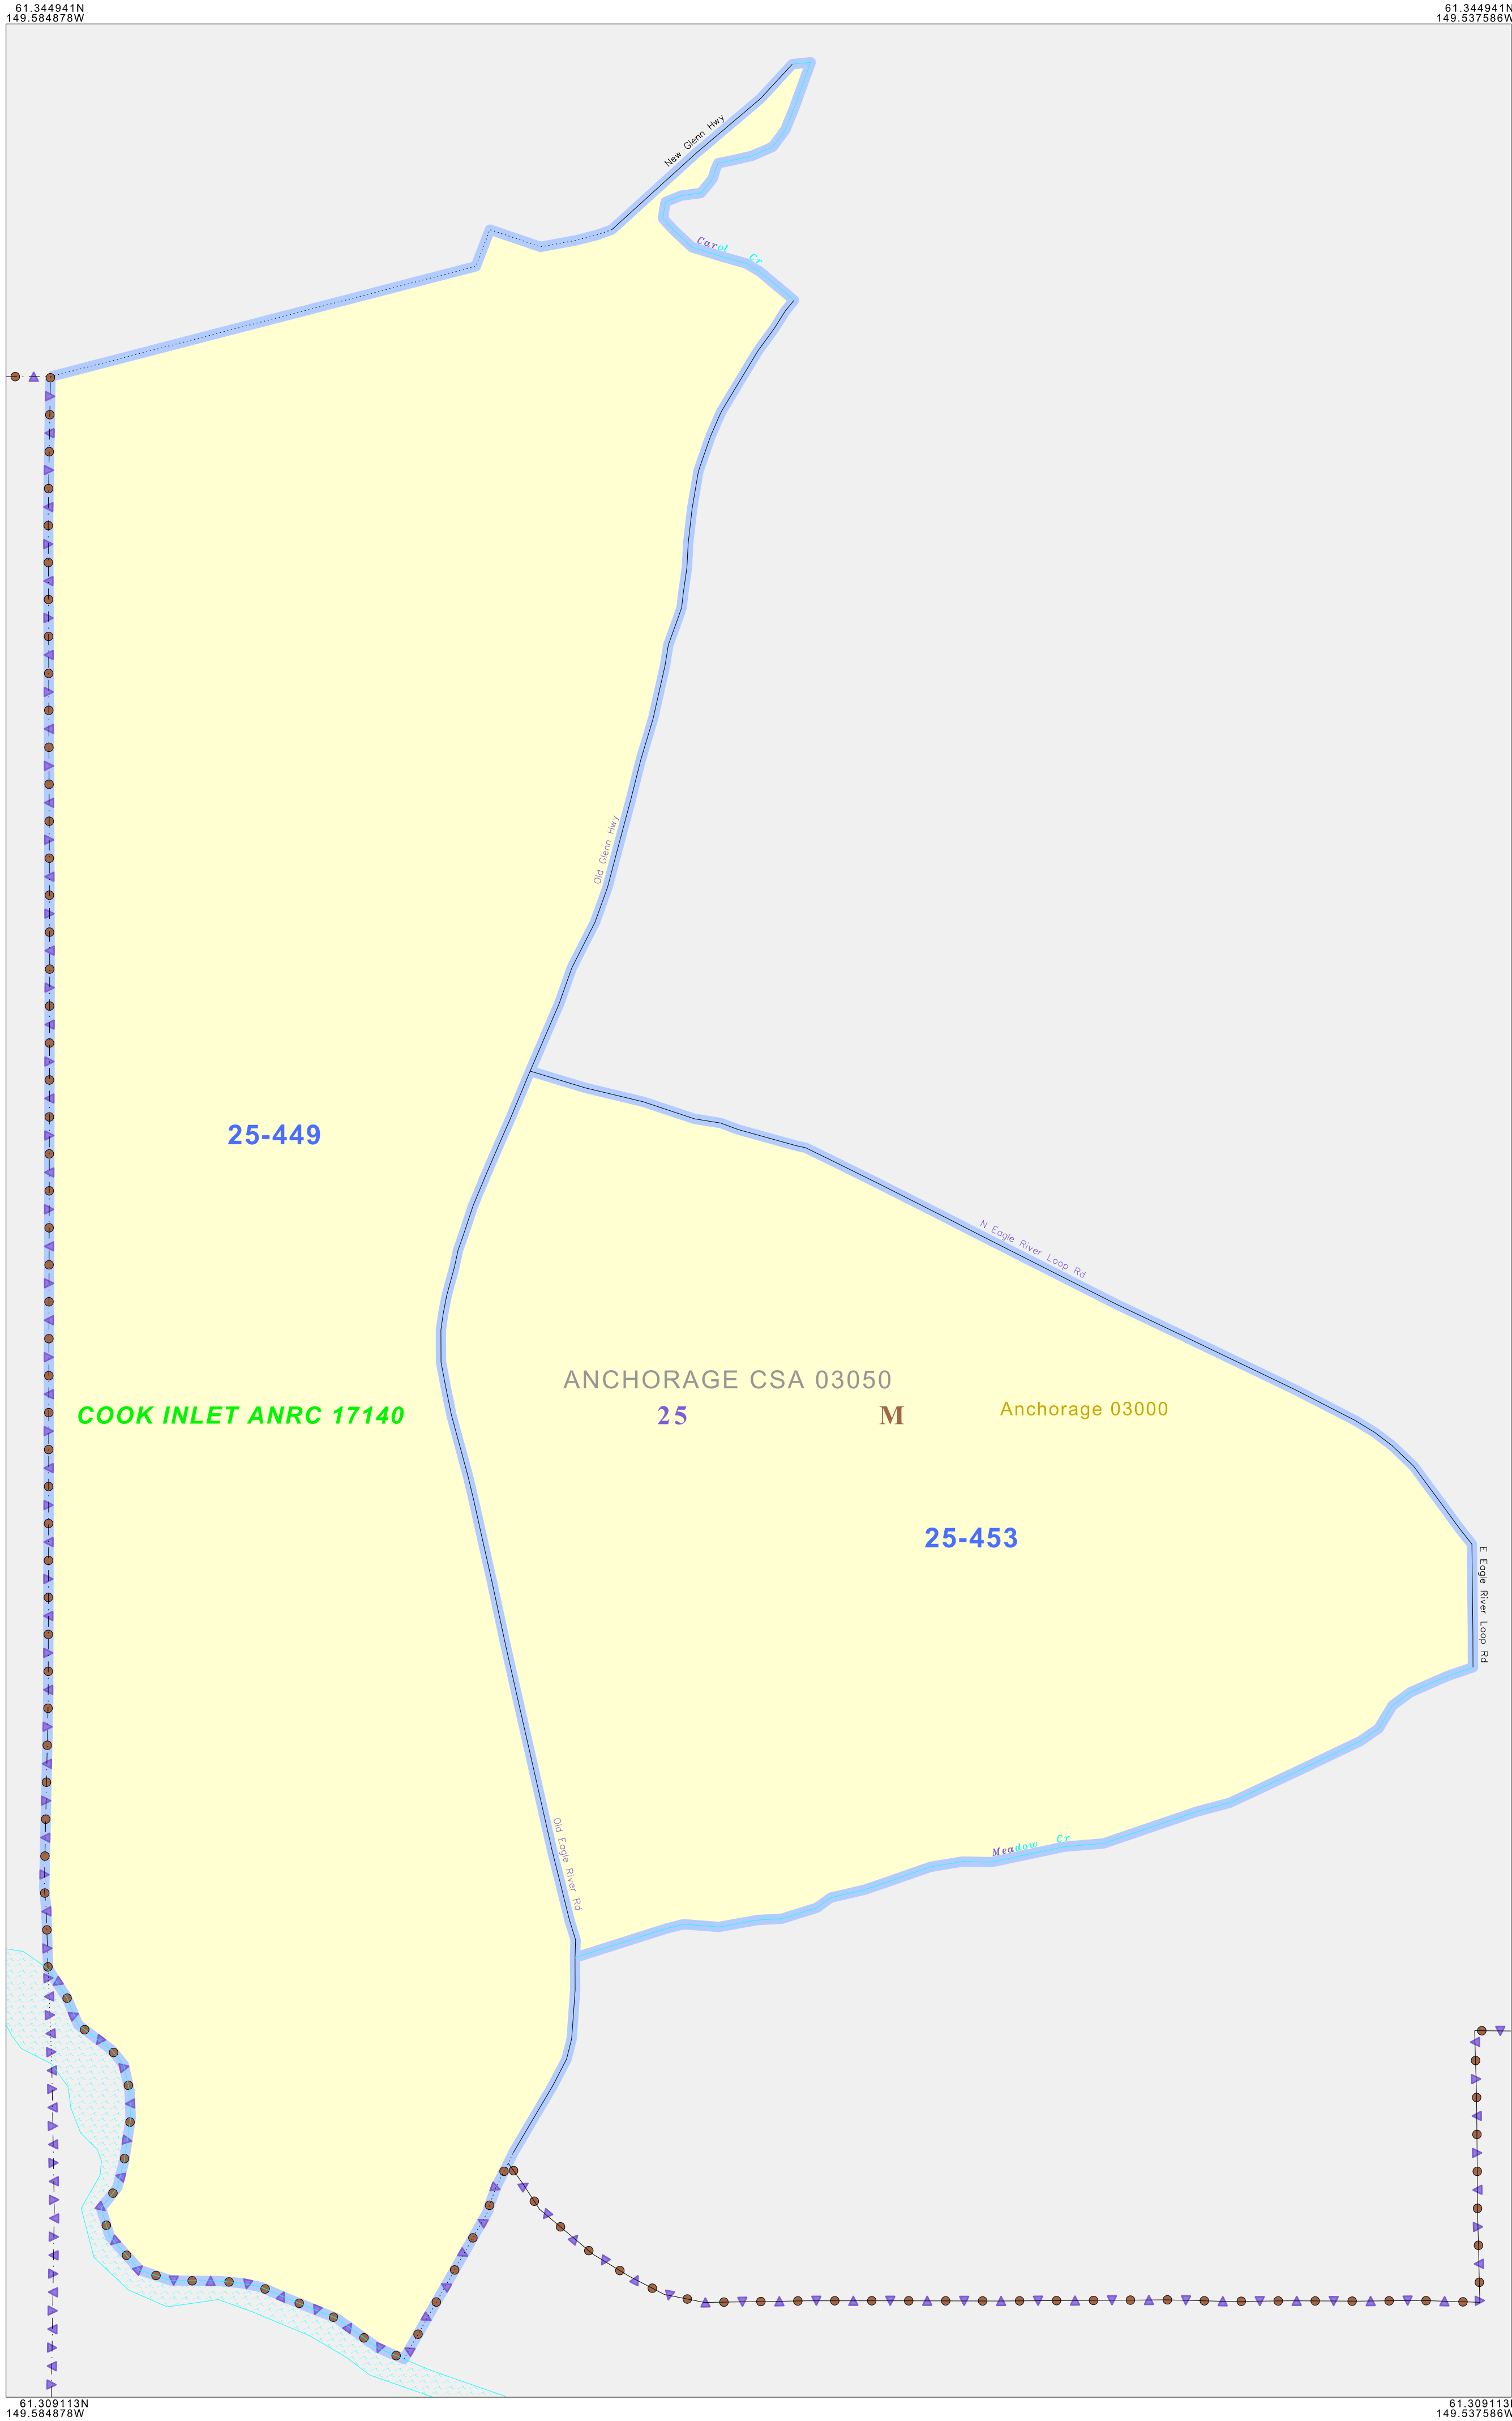 61.344941N
149.584878W
61.344941N
149.537586W
New Glenn Hwy
Carol Cr
Old Glenn Hwy
25-449
N Eagle River Loop Rd
ANCHORAGE CSA 03050
COOK INLET ANRC 17140
25
M
Anchorage 03000
25-453
E Eagle River Loop Rd
Old Eagle River Rd
Meadow Cr
61.309113N
149.584878W
61.309113N
149.537586W